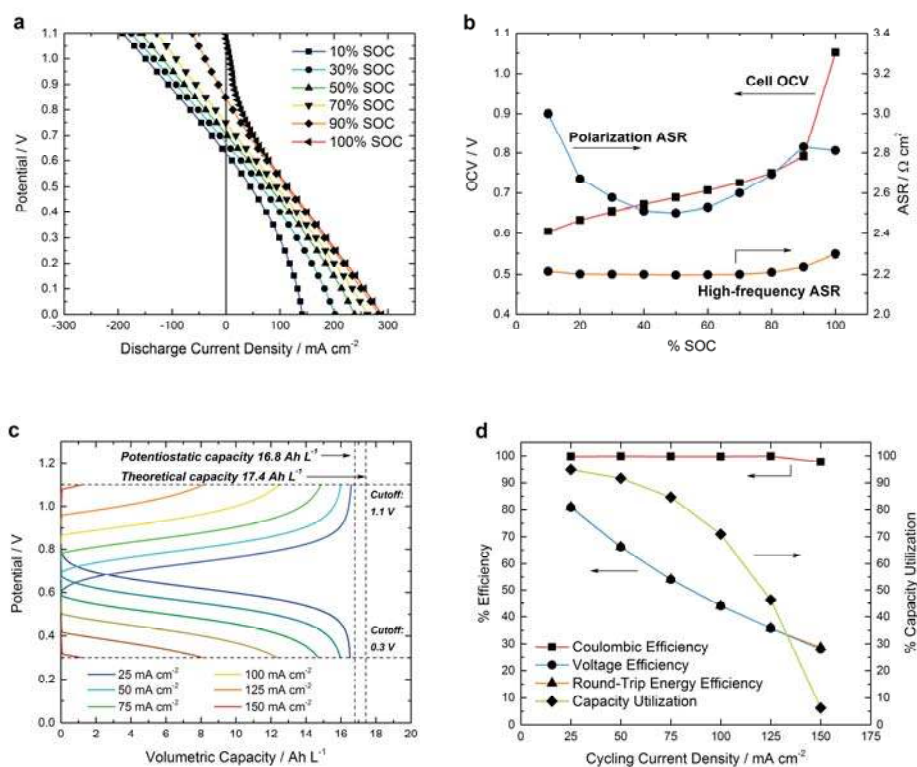 a
1.1
1.0
0.9
0.8
0.7
0.6
0.5
0.4
0.3
0.2
0.1
0.0
Potential / V
10% SOC
30% SOC
50% SOC
70% SOC
90% SOC
100% SOC
-300 -200 -100 0 100 200 300
Discharge Current Density / mA cm⁻²
b
1.1
1.0
0.9
0.8
0.7
0.6
0.5
0.4
OCV / V
Cell OCV
Polarization ASR
High-frequency ASR
3.4
3.2
3.0
2.8
2.6
2.4
2.2
2.0
ASR / Ω cm²
20 40 60 80 100
% SOC
c
Potentiostatic capacity 16.8 Ah L⁻¹
Theoretical capacity 17.4 Ah L⁻¹
1.2
1.0
0.8
0.6
0.4
0.2
0.0
Potential / V
Cutoff:
1.1 V
Cutoff:
0.3 V
25 mA cm⁻² 100 mA cm⁻²
50 mA cm⁻² 125 mA cm⁻²
75 mA cm⁻² 150 mA cm⁻²
0 2 4 6 8 10 12 14 16 18 20
Volumetric Capacity / Ah L⁻¹
d
100
90
80
70
60
50
40
30
20
10
0
% Efficiency
Coulombic Efficiency
Voltage Efficiency
Round-Trip Energy Efficiency
Capacity Utilization
100
90
80
70
60
50
40
30
20
10
0
% Capacity Utilization
25 50 75 100 125 150 175
Cycling Current Density / mA cm⁻²